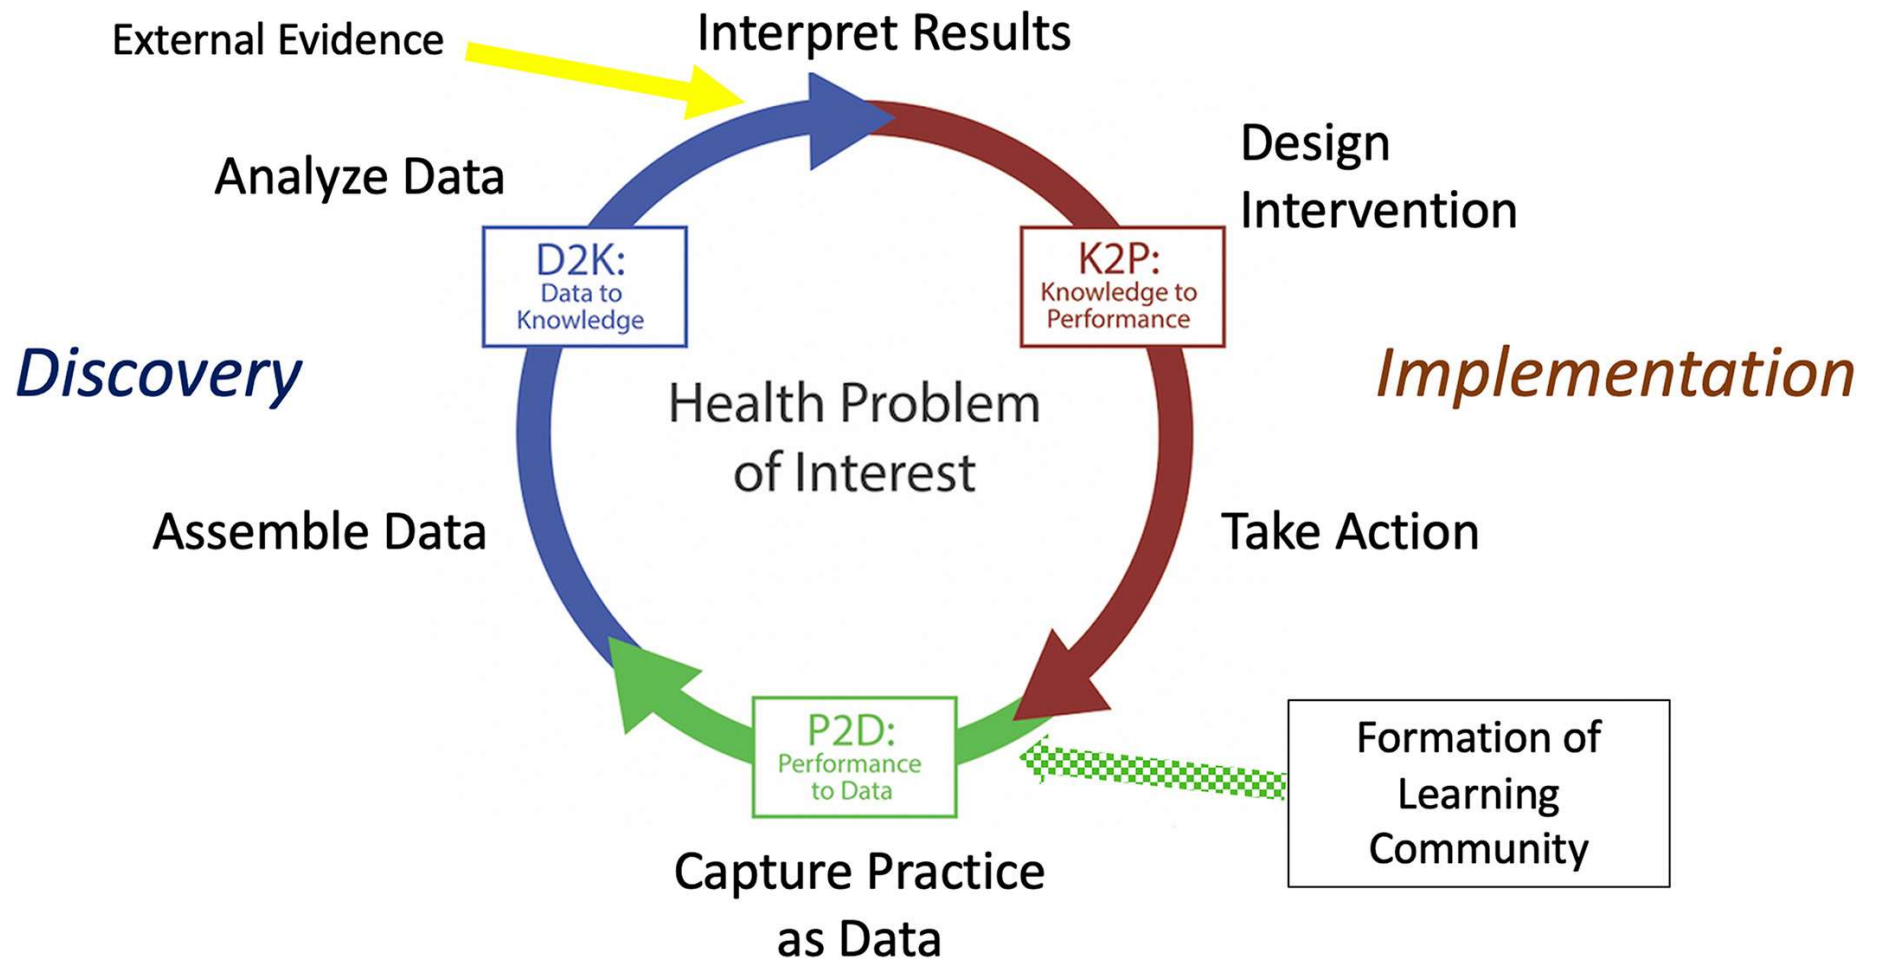 External Evidence
Interpret Results
Analyze Data
Design
Intervention
D2K:
Data to
Knowledge
K2P:
Knowledge to
Performance
Discovery
Health Problem
of Interest
Implementation
Assemble Data
Take Action
P2D:
Performance
to Data
Formation of
Learning
Community
Capture Practice
as Data